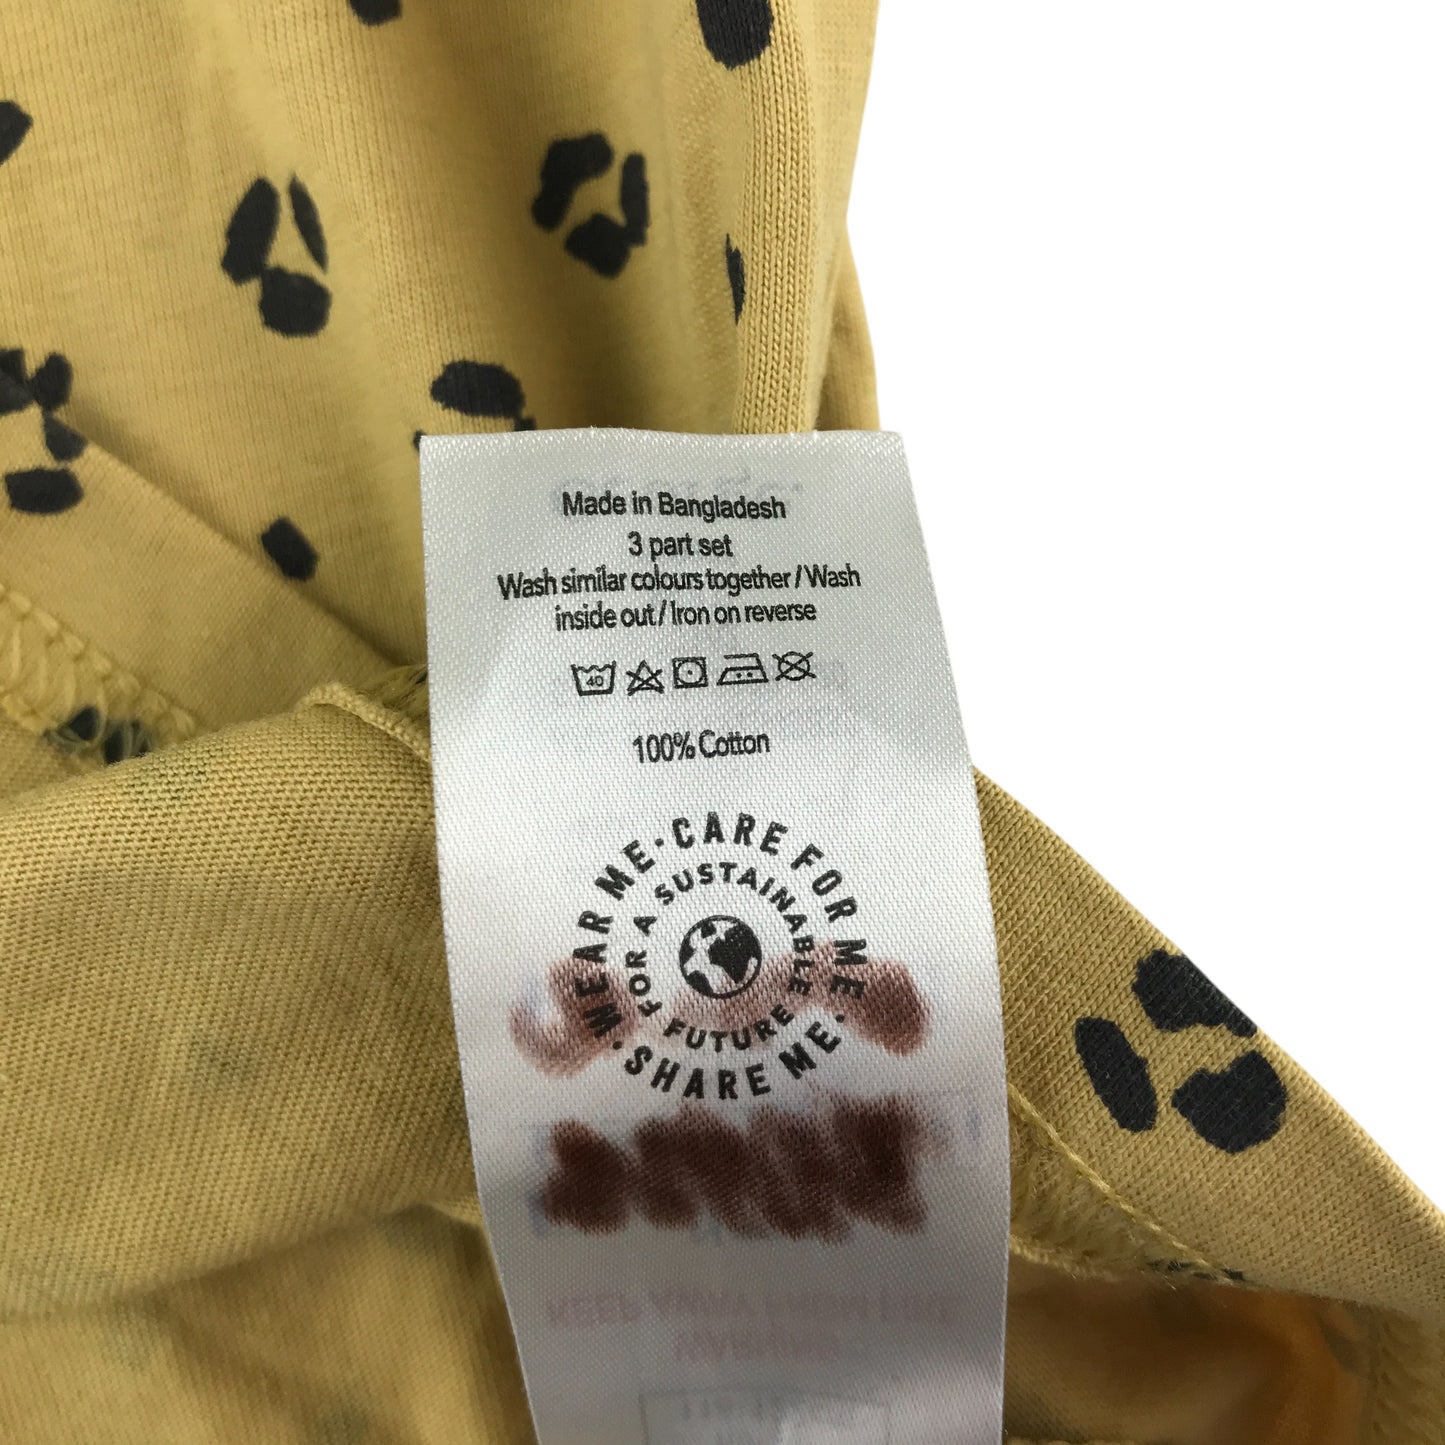 Made in Bangladesh
3 part set
Wash similar colours together / Wash
inside out / Iron on reverse
40
100% Cotton
WEAR ME · CARE FOR ME · SHARE ME ·
FOR A SUSTAINABLE FUTURE